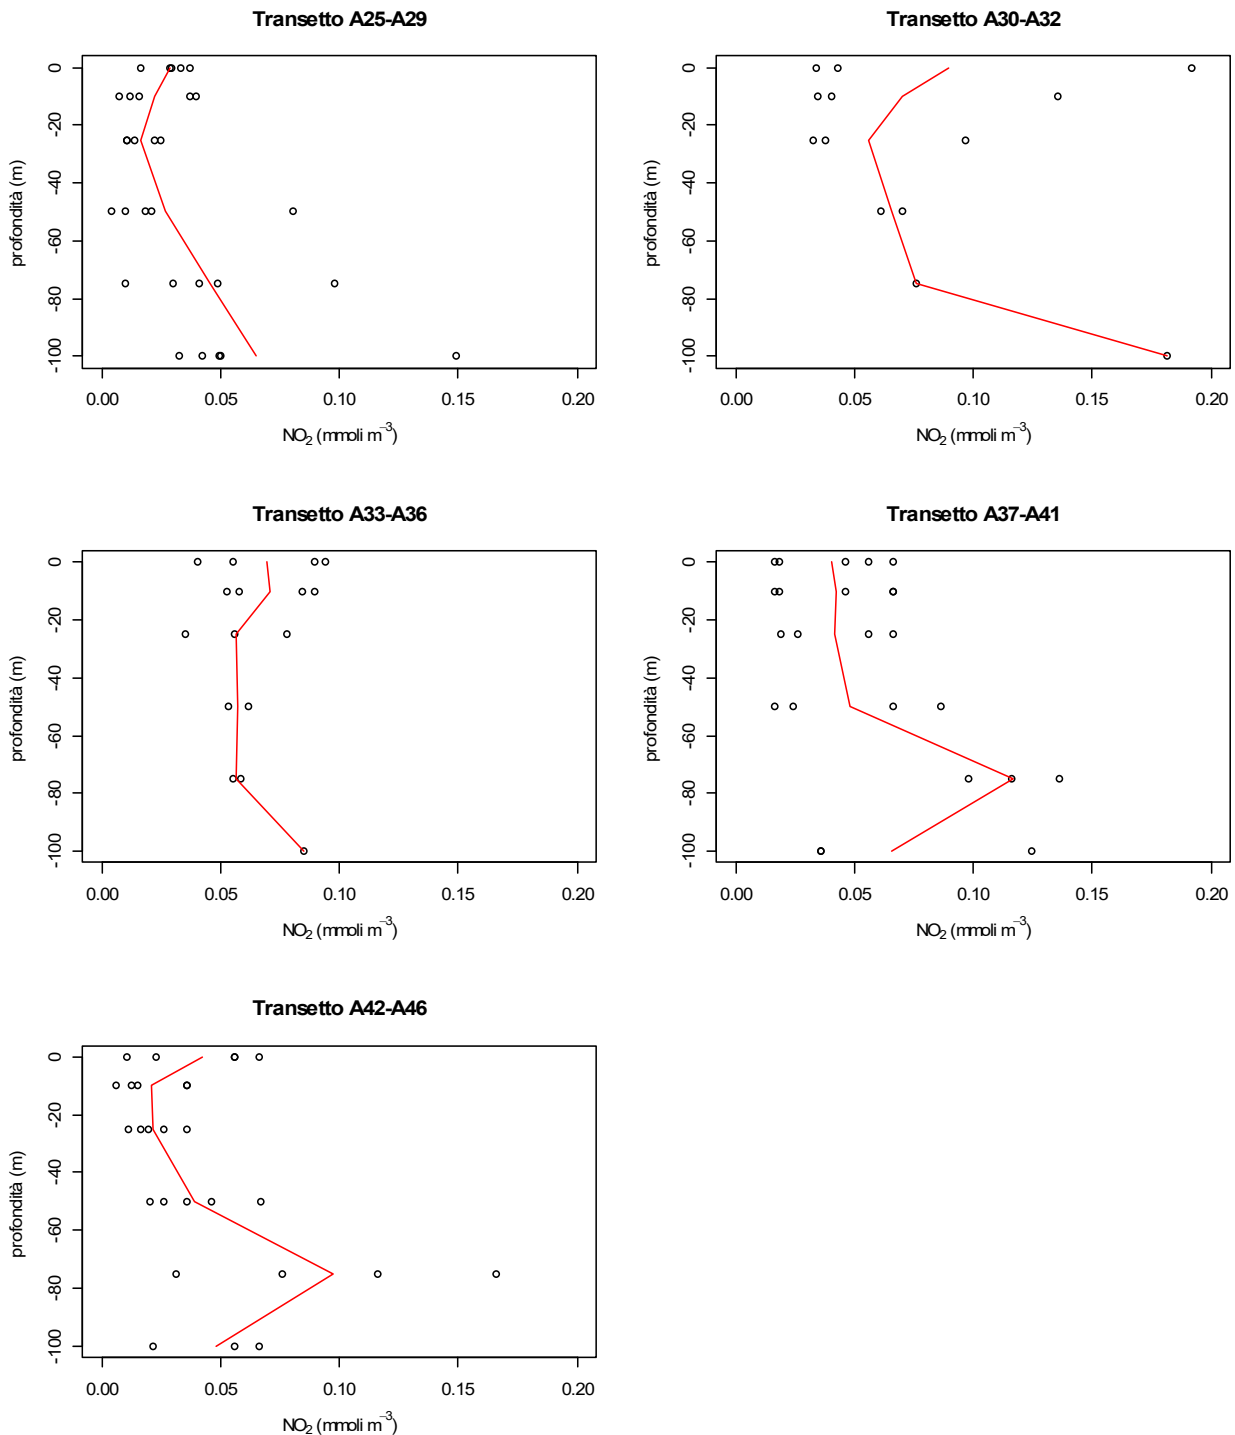 Transetto A25-A29
0
-20
-40
-60
-80
-100
profondità (m)
0.00 0.05 0.10 0.15 0.20
NO₂ (mmoli m⁻³)
Transetto A30-A32
0
-20
-40
-60
-80
-100
profondità (m)
0.00 0.05 0.10 0.15 0.20
NO₂ (mmoli m⁻³)
Transetto A33-A36
0
-20
-40
-60
-80
-100
profondità (m)
0.00 0.05 0.10 0.15 0.20
NO₂ (mmoli m⁻³)
Transetto A37-A41
0
-20
-40
-60
-80
-100
profondità (m)
0.00 0.05 0.10 0.15 0.20
NO₂ (mmoli m⁻³)
Transetto A42-A46
0
-20
-40
-60
-80
-100
profondità (m)
0.00 0.05 0.10 0.15 0.20
NO₂ (mmoli m⁻³)